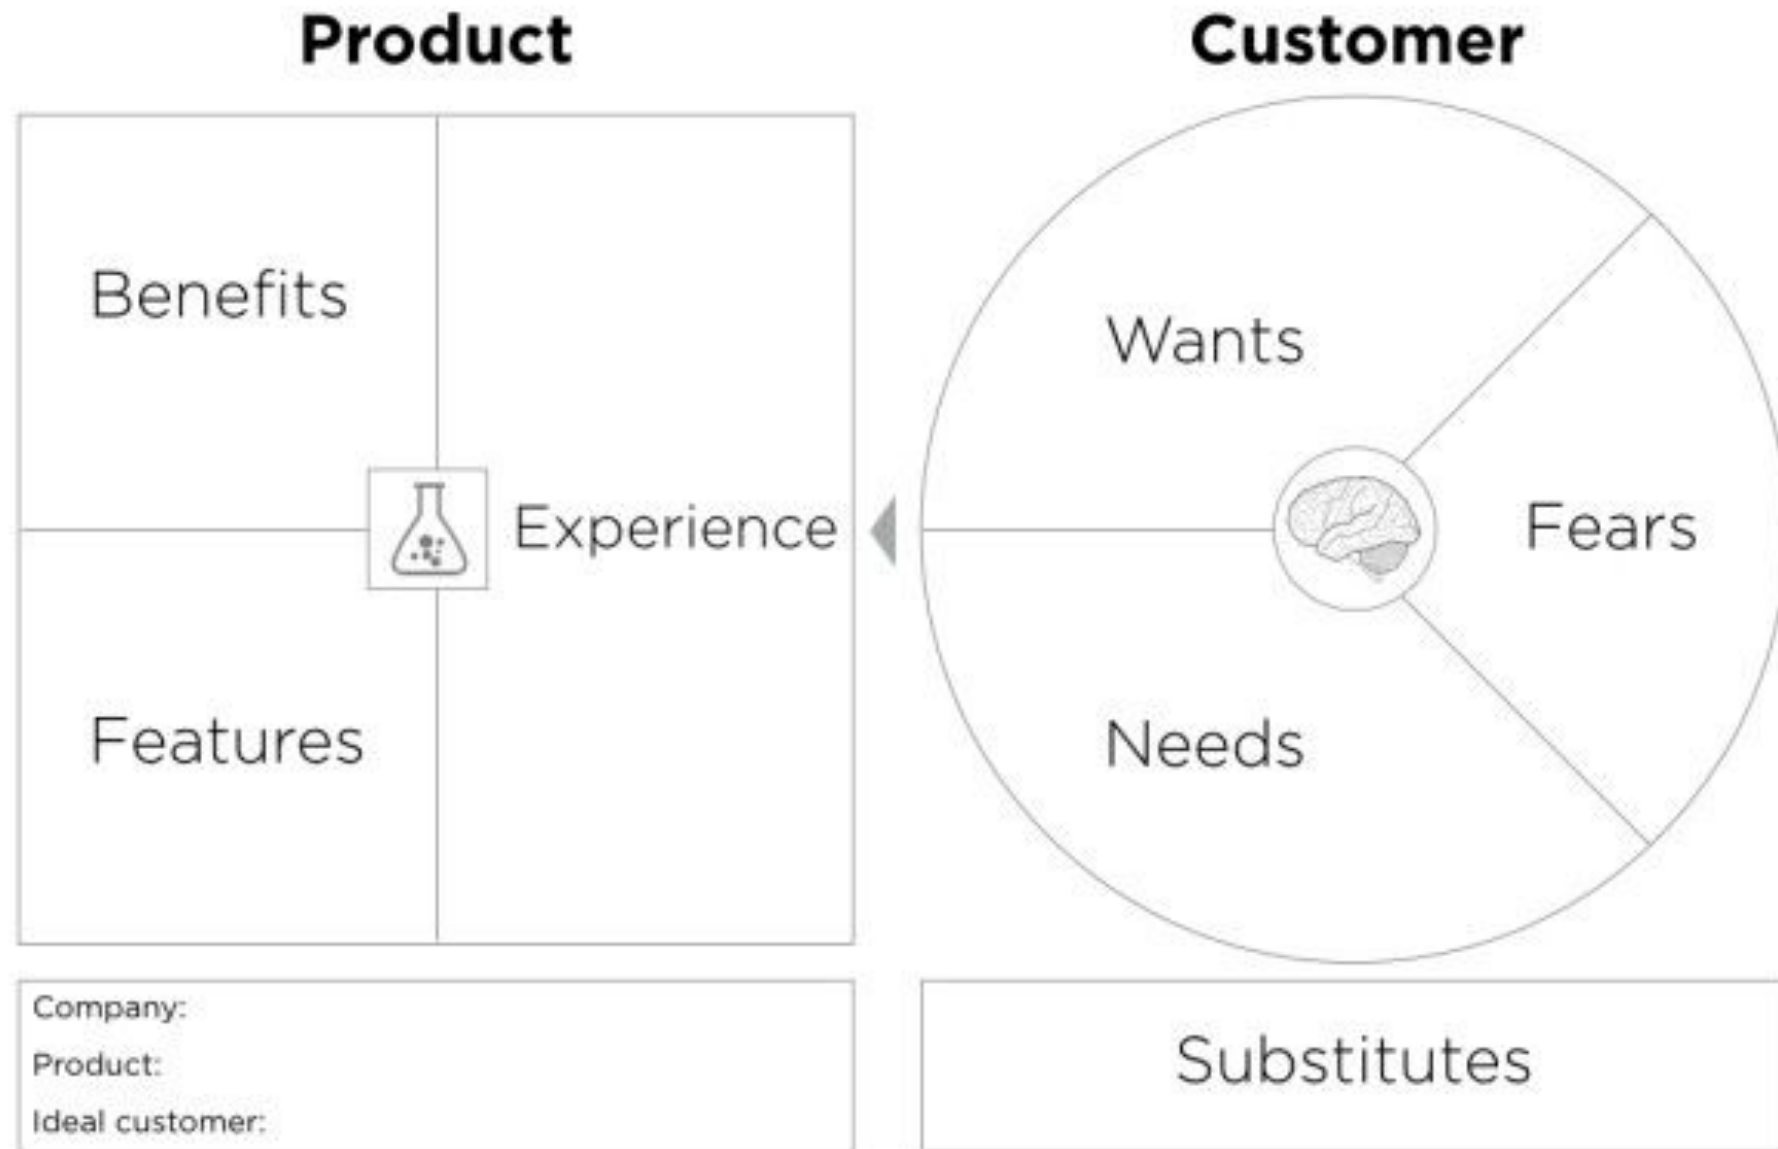 Product
Benefits
Experience
Features
Company:
Product:
Ideal customer:
Customer
Wants
Fears
Needs
Substitutes